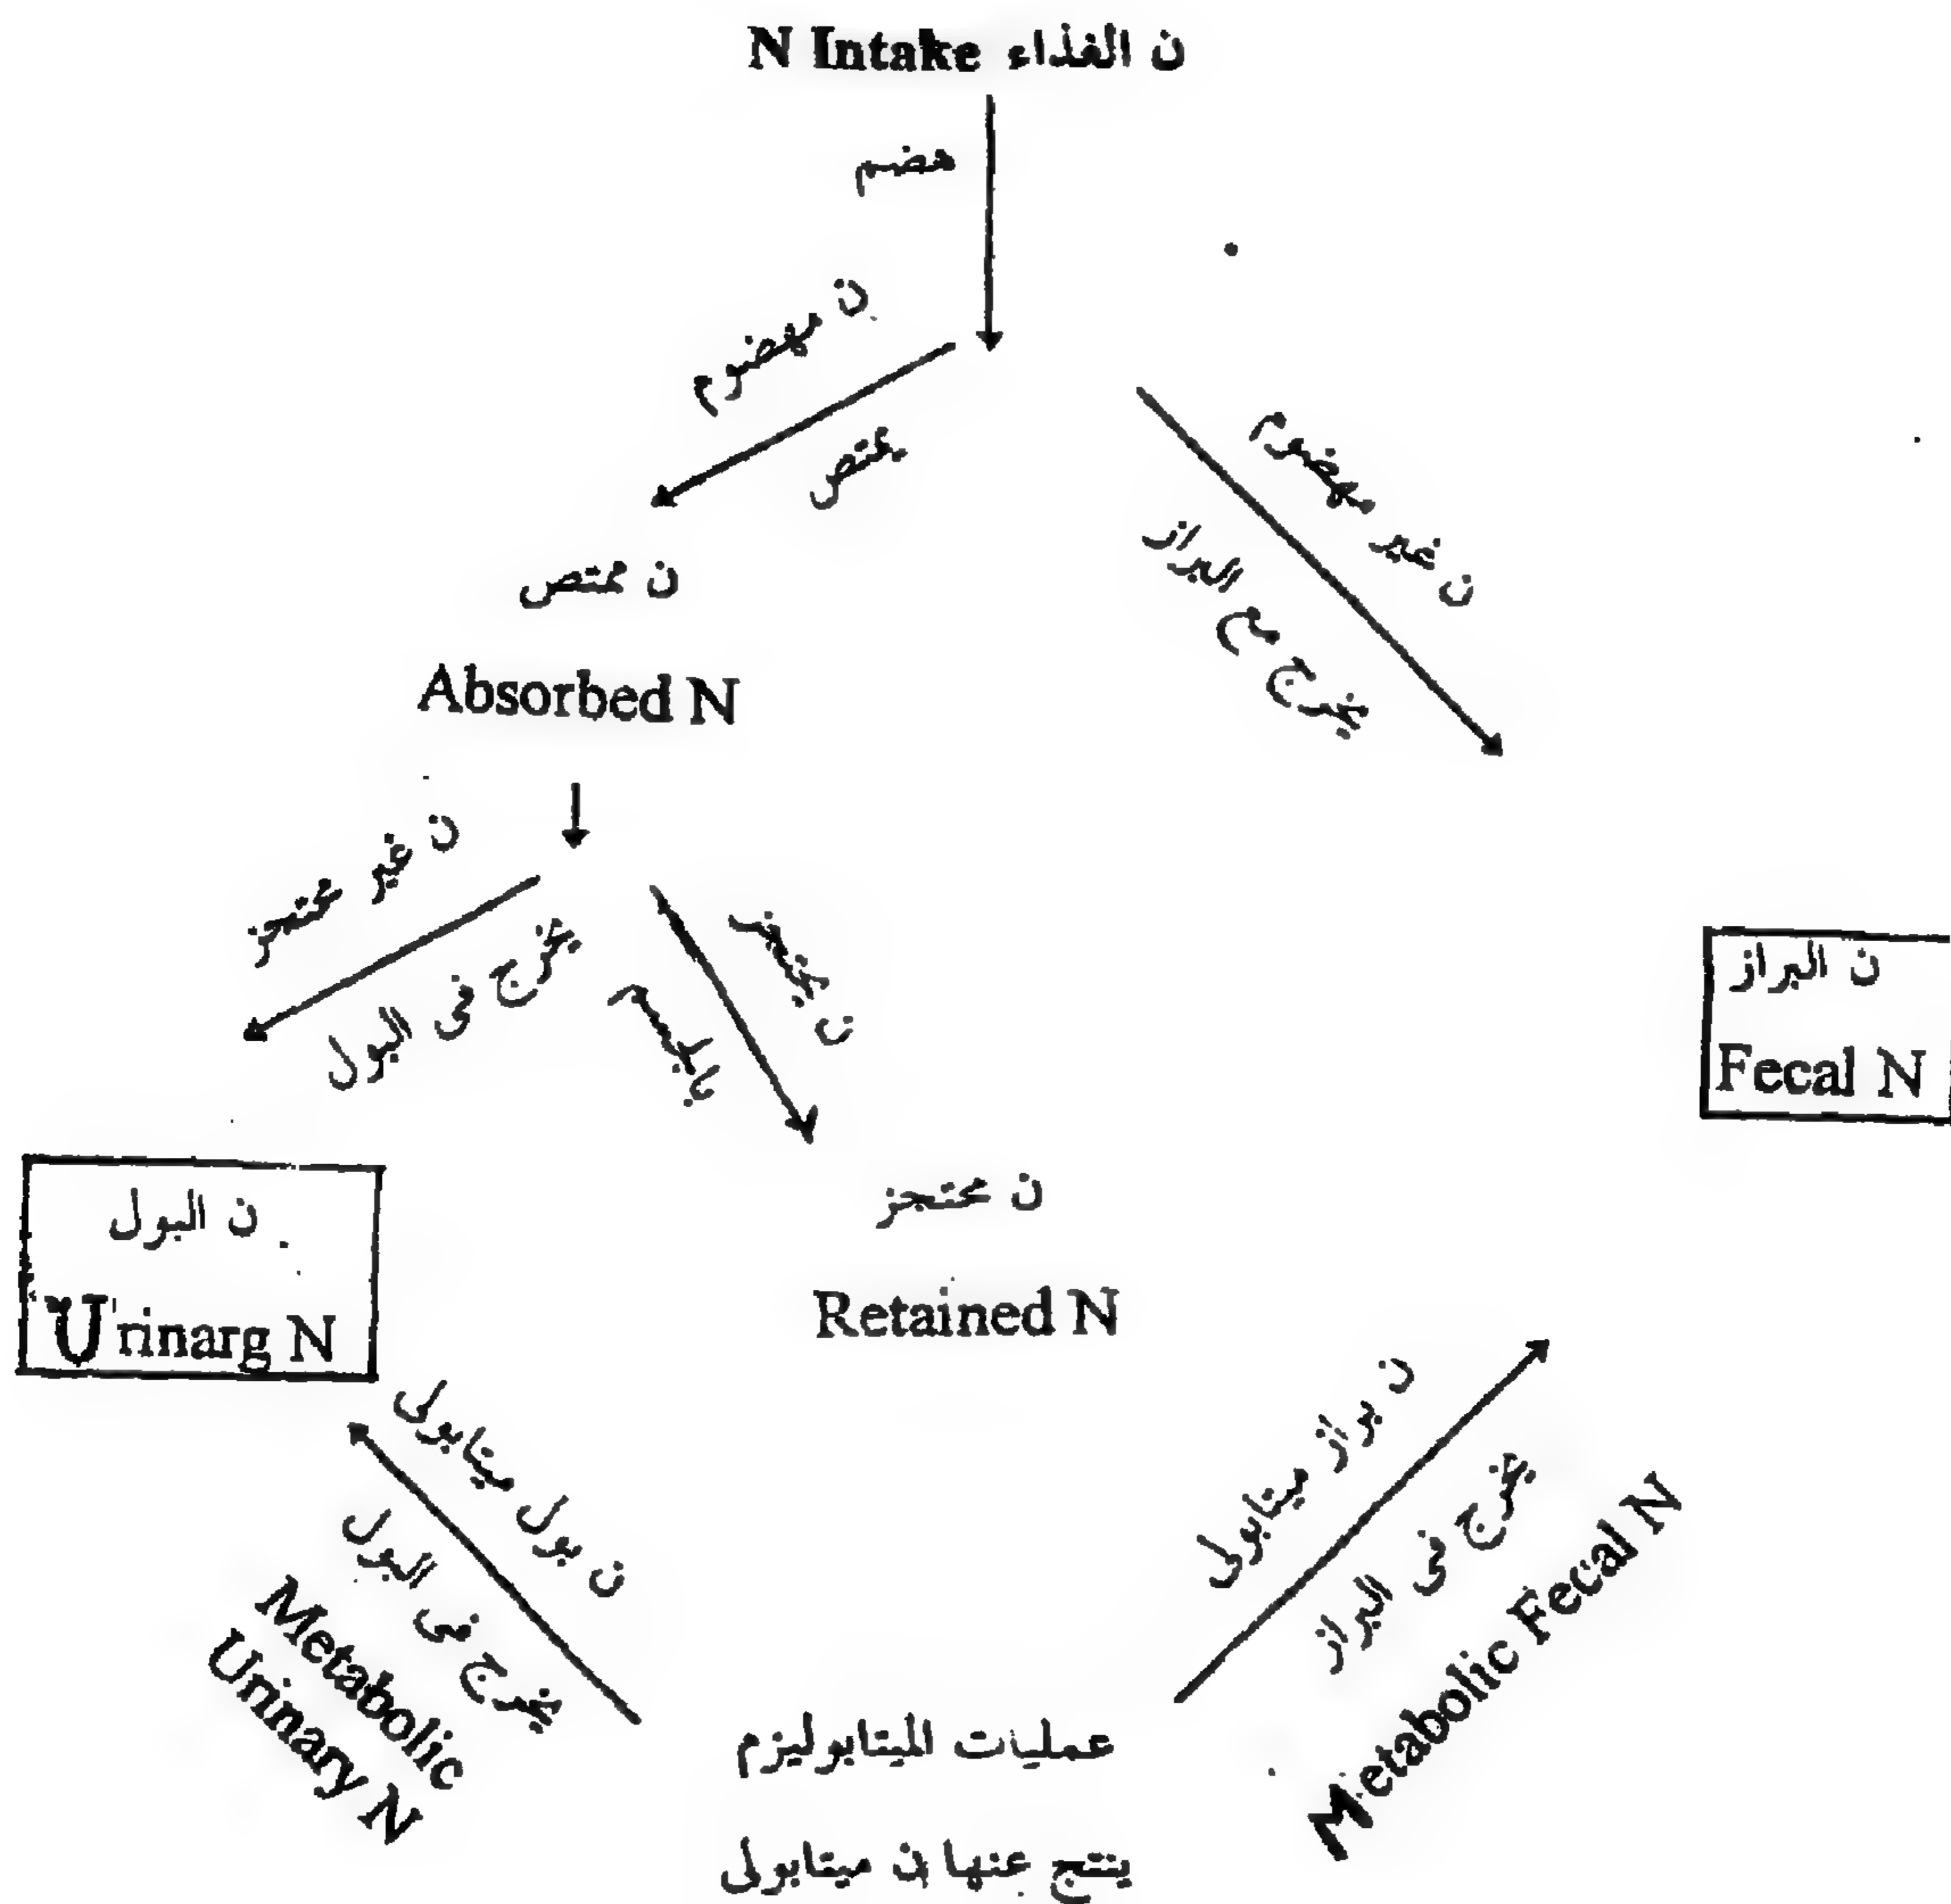 N Intake ن الغذاء
هضم
ن مهضوم
يمتص
ن غير مهضوم
يخرج مع البراز
ن ممتص
Absorbed N
ن غير محتجز
يخرج فى البول
ن يحتجز
بالجسم
ن البراز
Fecal N
ن البول
Urinarg N
ن محتجز
Retained N
ن بول ميتابولى
يخرج فى البول
Metabolic
Urinary N
ن براز ميتابولى
يخرج فى البراز
Metabolic Fecal N
عمليات الميتابوليزم
ينتج عنها ن ميتابولى